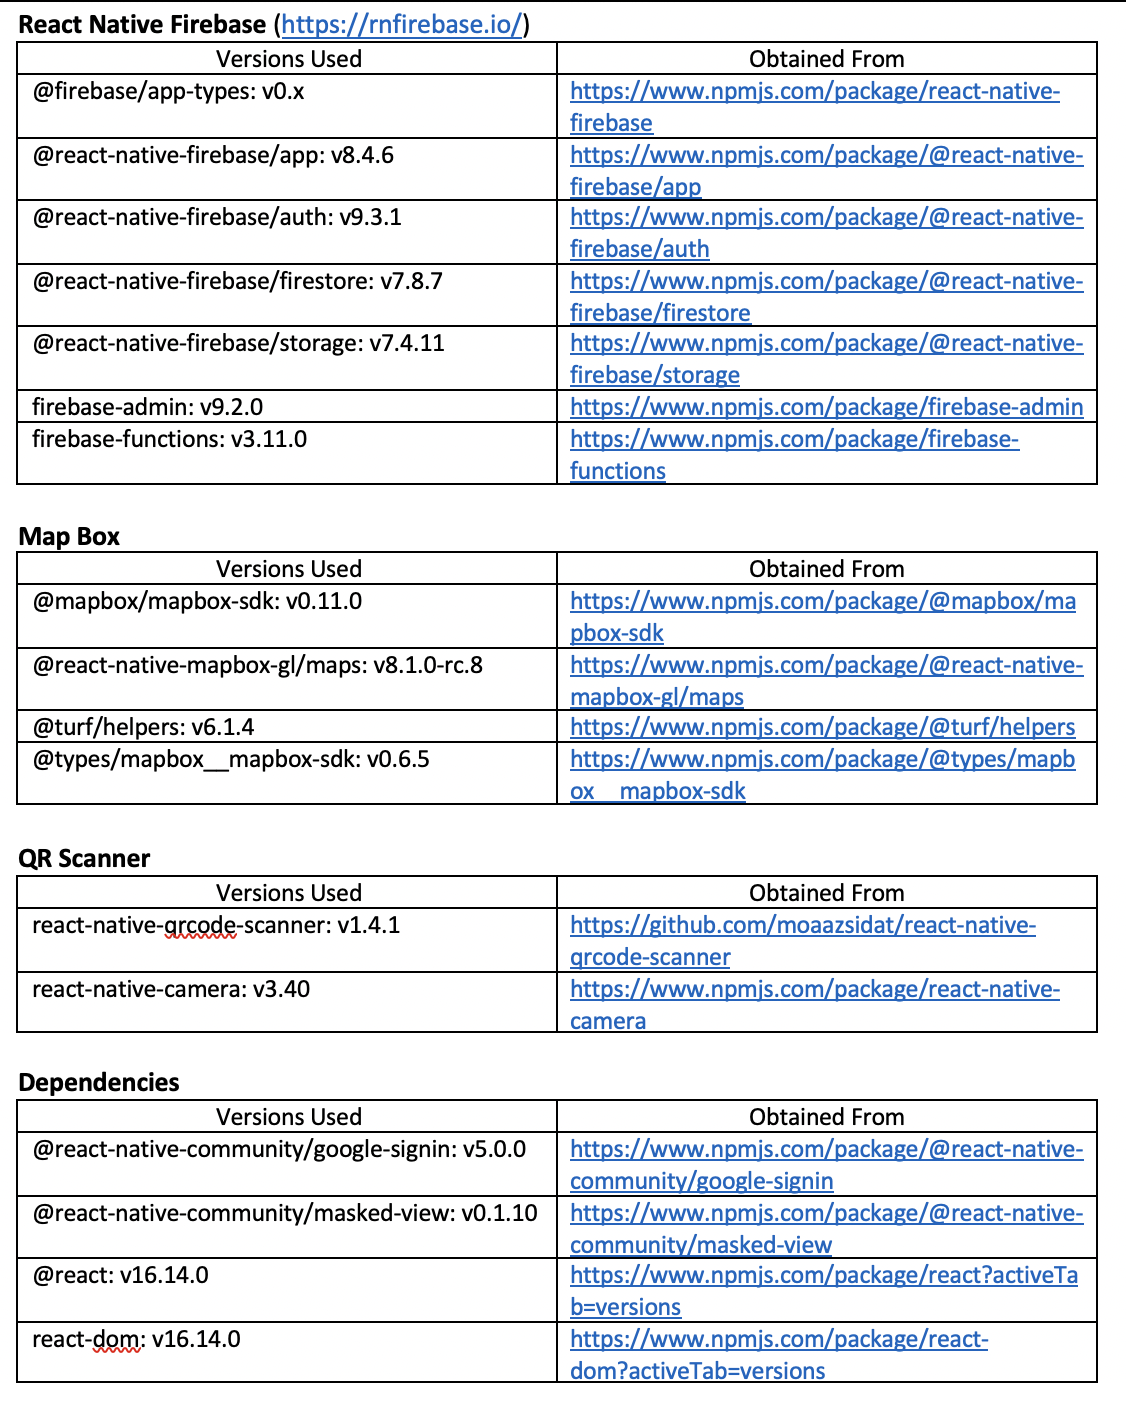 React Native Firebase (https://rnfirebase.io/)
Versions Used
Obtained From
@firebase/app-types: v0.x
https://www.npmjs.com/package/react-native-
firebase
@react-native-firebase/app: v8.4.6
https://www.npmjs.com/package/@react-native-
firebase/app
@react-native-firebase/auth: v9.3.1
https://www.npmjs.com/package/@react-native-
firebase/auth
@react-native-firebase/firestore: v7.8.7
https://www.npmjs.com/package/@react-native-
firebase/firestore
@react-native-firebase/storage: v7.4.11
https://www.npmjs.com/package/@react-native-
firebase/storage
firebase-admin: v9.2.0
https://www.npmjs.com/package/firebase-admin
firebase-functions: v3.11.0
https://www.npmjs.com/package/firebase-
functions
Map Box
Versions Used
Obtained From
@mapbox/mapbox-sdk: v0.11.0
https://www.npmjs.com/package/@mapbox/ma
pbox-sdk
@react-native-mapbox-gl/maps: v8.1.0-rc.8
https://www.npmjs.com/package/@react-native-
mapbox-gl/maps
@turf/helpers: v6.1.4
https://www.npmjs.com/package/@turf/helpers
@types/mapbox__mapbox-sdk: v0.6.5
https://www.npmjs.com/package/@types/mapb
ox__mapbox-sdk
QR Scanner
Versions Used
Obtained From
react-native-qrcode-scanner: v1.4.1
https://github.com/moaazsidat/react-native-
qrcode-scanner
react-native-camera: v3.40
https://www.npmjs.com/package/react-native-
camera
Dependencies
Versions Used
Obtained From
@react-native-community/google-signin: v5.0.0
https://www.npmjs.com/package/@react-native-
community/google-signin
@react-native-community/masked-view: v0.1.10
https://www.npmjs.com/package/@react-native-
community/masked-view
@react: v16.14.0
https://www.npmjs.com/package/react?activeTa
b=versions
react-dom: v16.14.0
https://www.npmjs.com/package/react-
dom?activeTab=versions